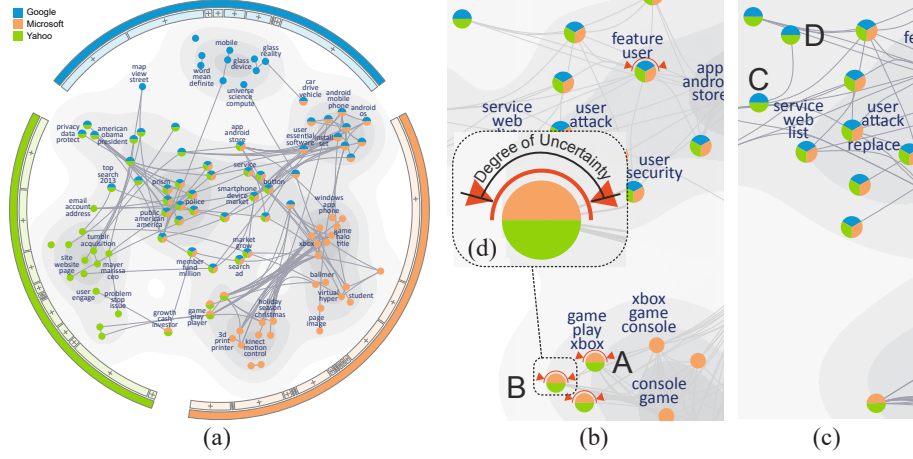 Google
Microsoft
Yahoo
mobile
glass
reality
glass
device
word
mean
definite
universe
science
compute
map
view
street
car
drive
vehicle
android
mobile
phone
android
os
privacy
data
protect
american
obama
president
app
android
store
user
essential
software
install
top
search
2013
prism
service
button
police
smartphone
device
market
email
account
address
public
american
america
windows
app
phone
tumblr
acquisition
market
grow
game
halo
title
xbox
site
website
page
mayer
marissa
ceo
member
fund
million
search
ad
ballmer
virtual
hyper
student
user
engage
problem
stop
issue
holiday
season
christmas
growth
cash
investor
game
play
player
page
image
3d
print
printer
kinect
motion
control
(a)
feature
user
app
android
store
service
web
user
attack
user
security
Degree of Uncertainty
(d)
xbox
game
console
game
play
xbox
A
B
console
game
(b)
D
C
service
web
list
user
attack
replace
(c)